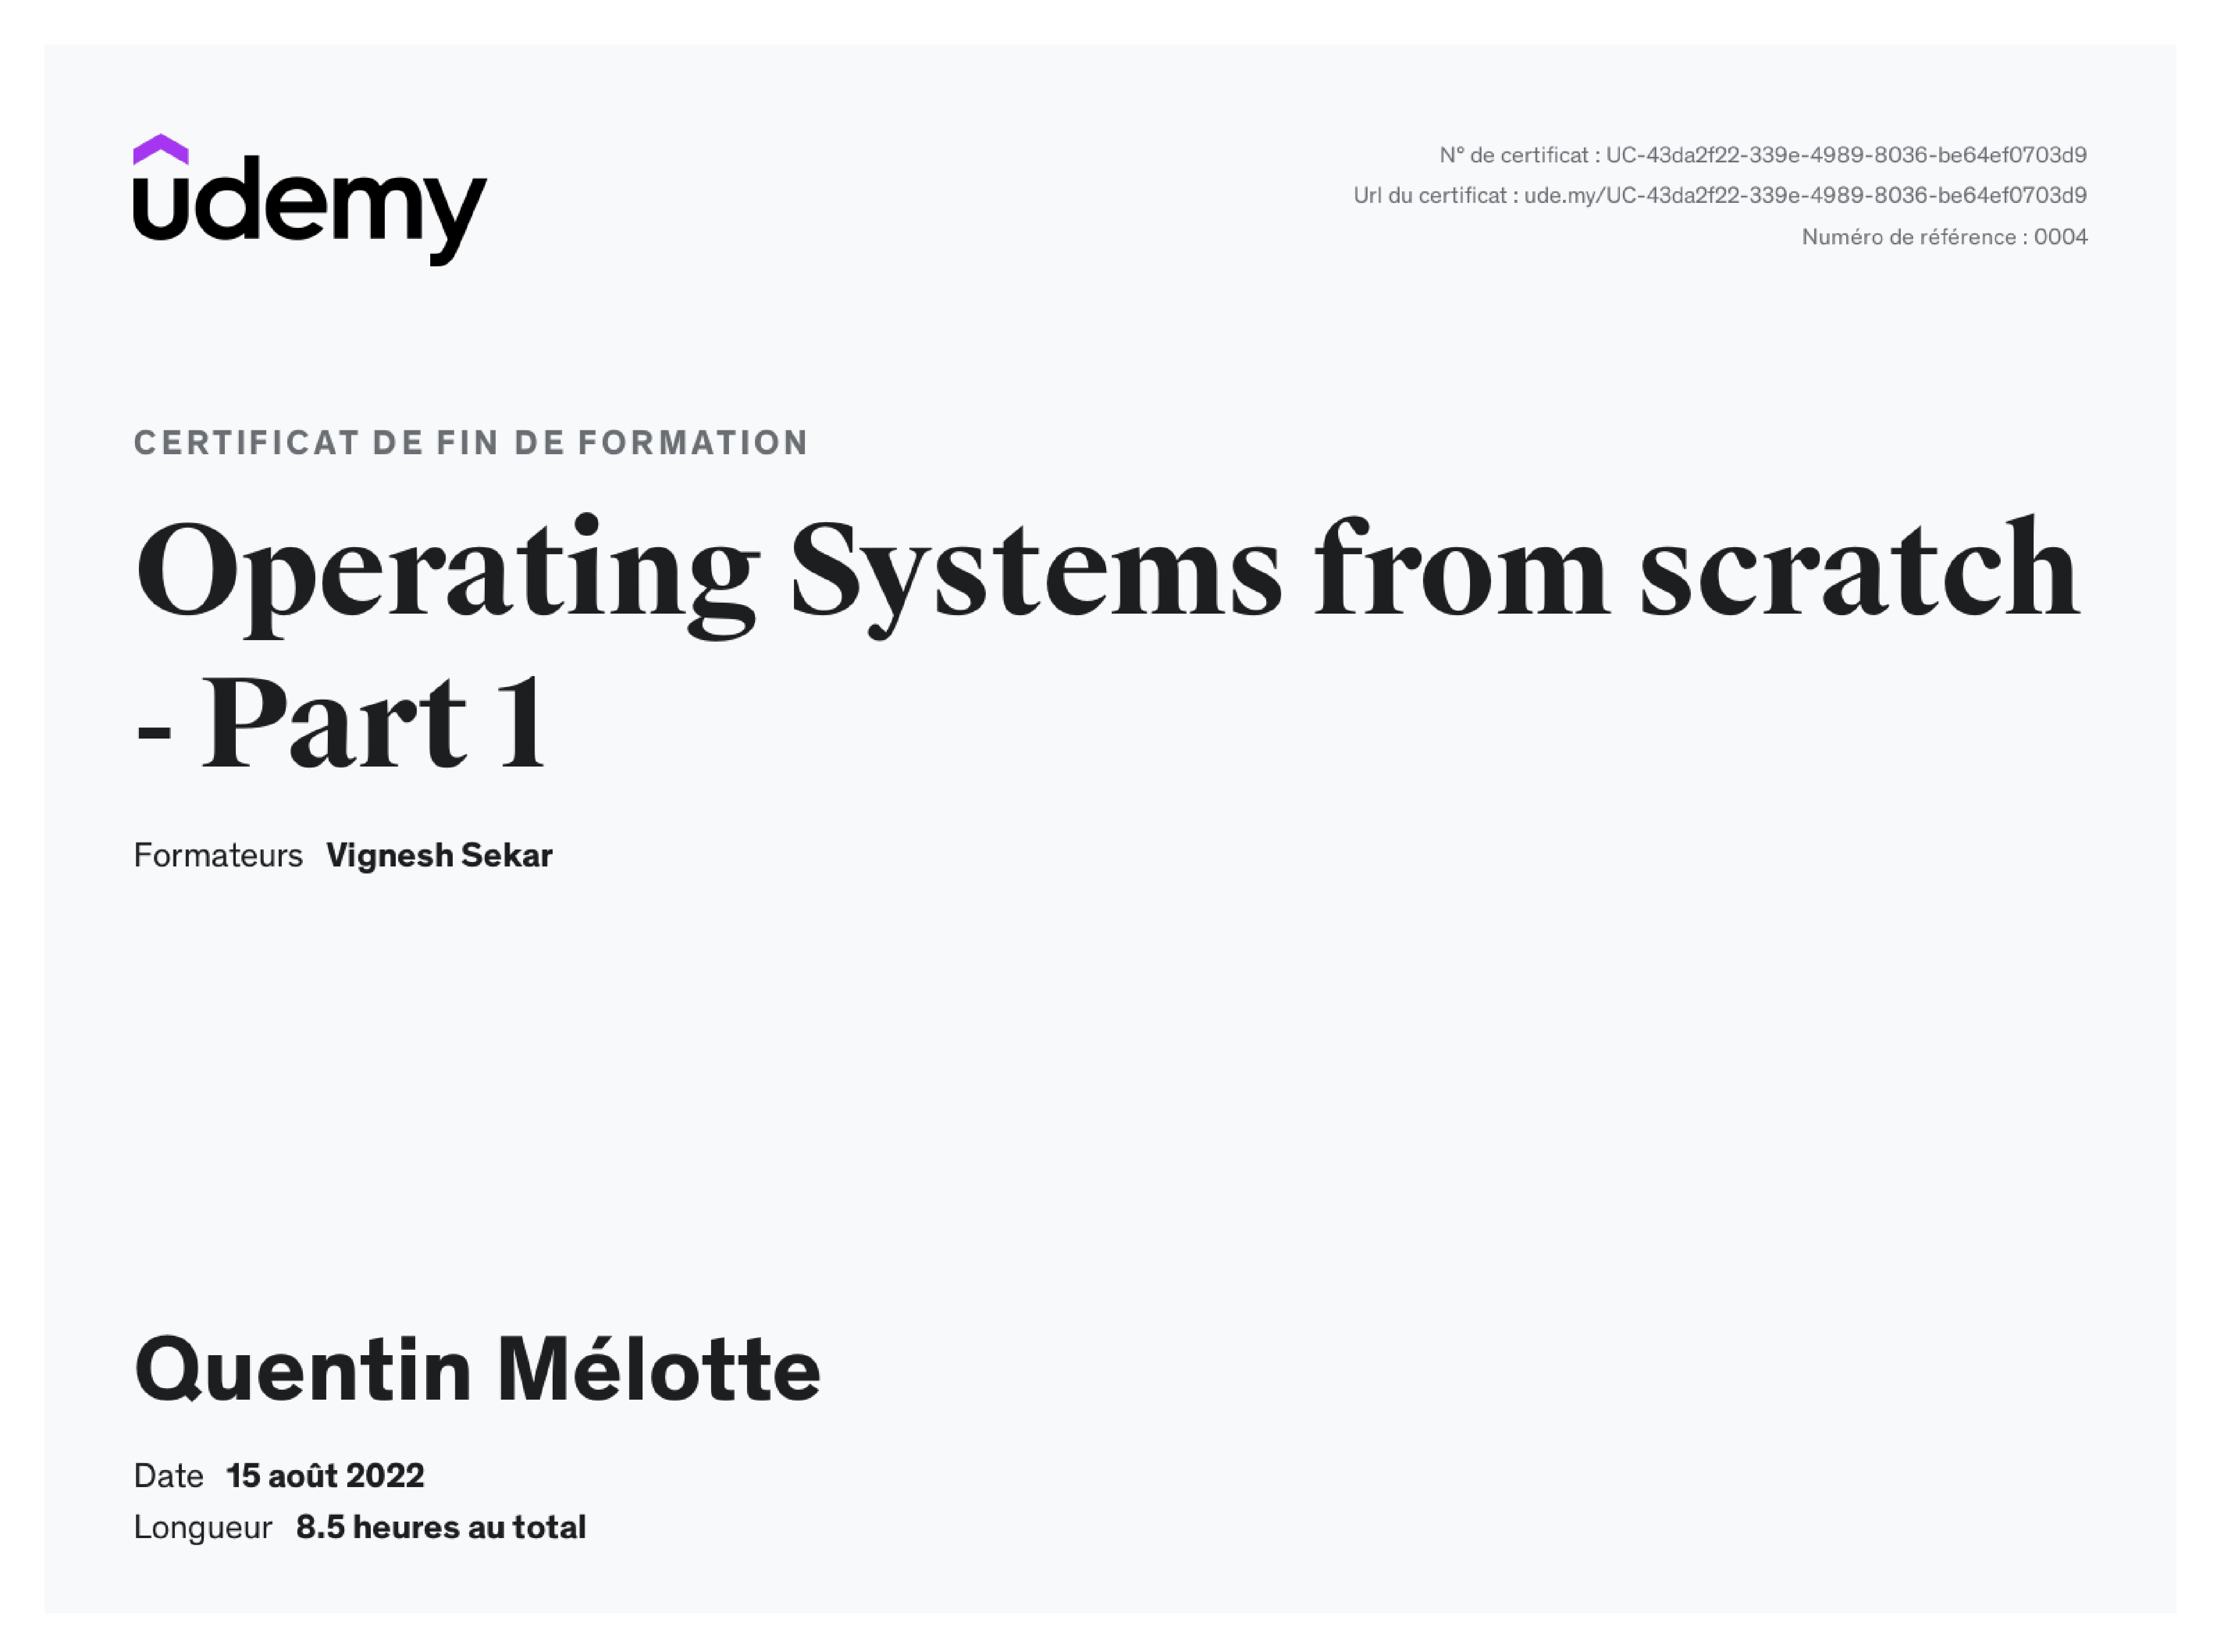 udemy
N° de certificat : UC-43da2f22-339e-4989-8036-be64ef0703d9
Url du certificat : ude.my/UC-43da2f22-339e-4989-8036-be64ef0703d9
Numéro de référence : 0004
CERTIFICAT DE FIN DE FORMATION
Operating Systems from scratch
- Part 1
Formateurs Vignesh Sekar
Quentin Mélotte
Date 15 août 2022
Longueur 8.5 heures au total